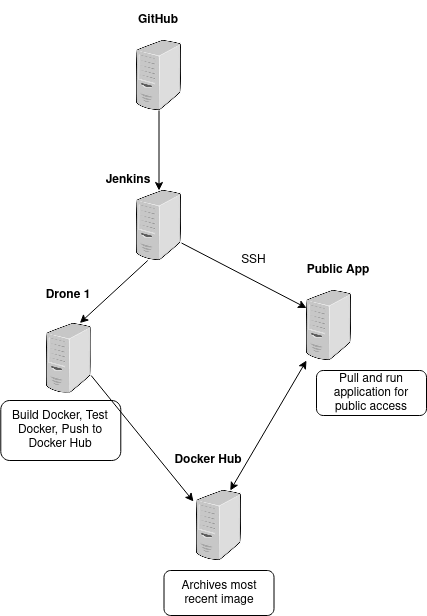 GitHub
Jenkins
SSH
Public App
Drone 1
Pull and run
application for
public access
Build Docker, Test
Docker, Push to
Docker Hub
Docker Hub
Archives most
recent image